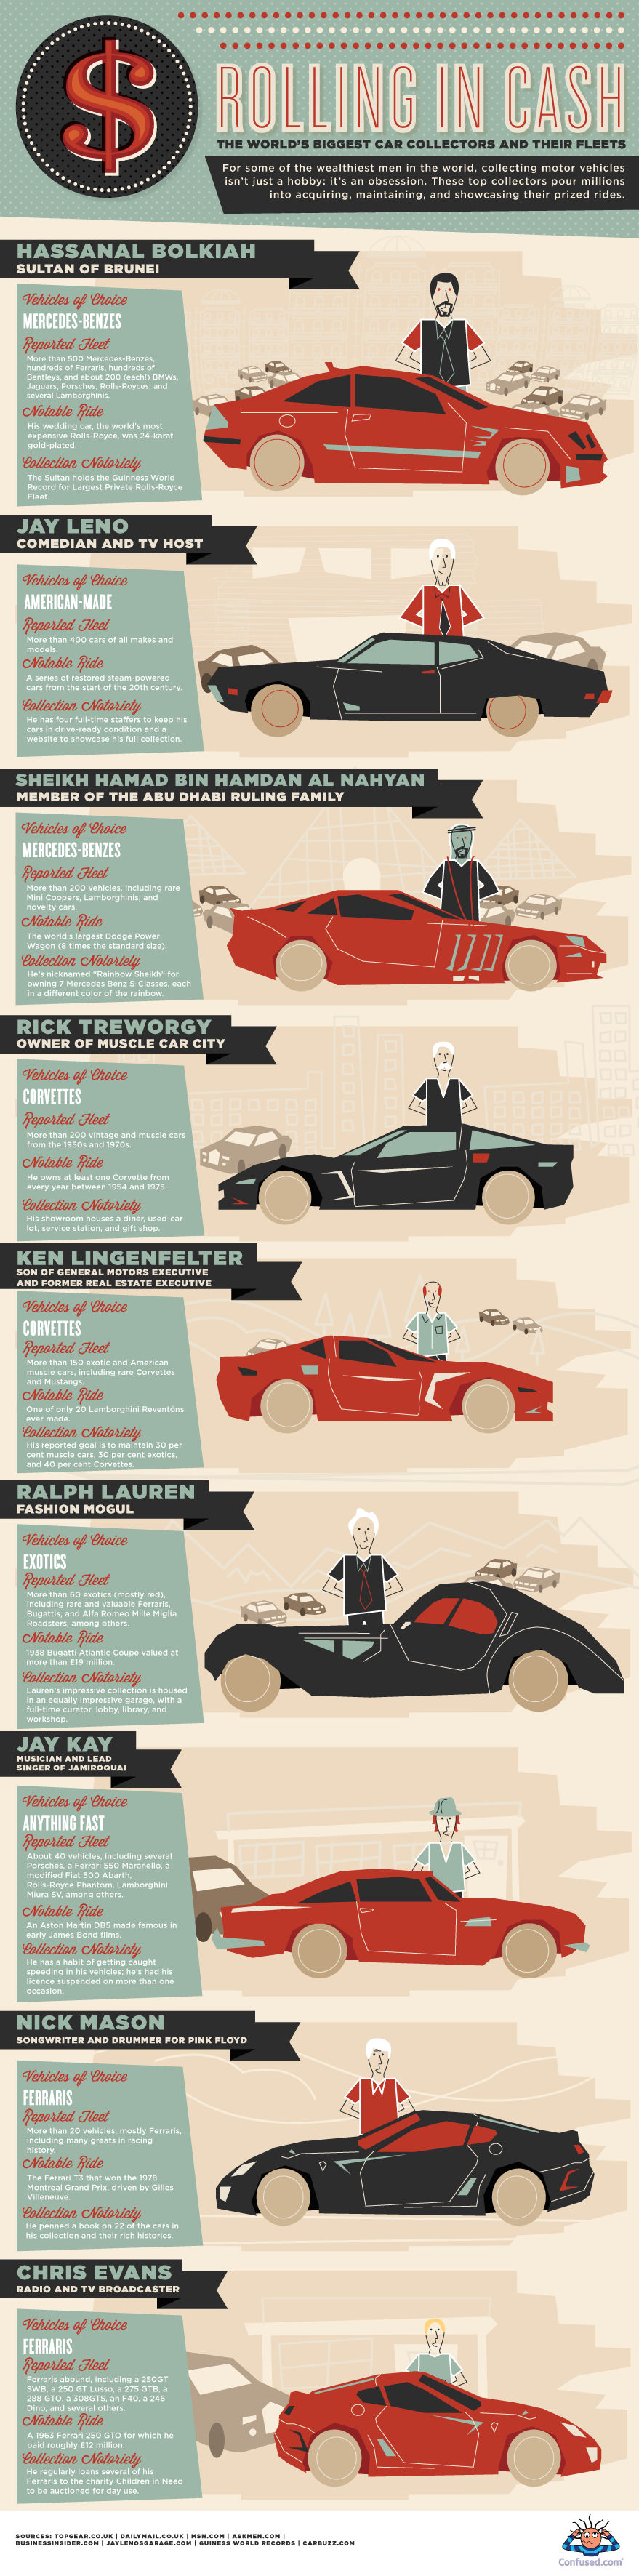 $
ROLLING IN CASH
THE WORLD'S BIGGEST CAR COLLECTORS AND THEIR FLEETS
For some of the wealthiest men in the world, collecting motor vehicles
isn't just a hobby: it's an obsession. These top collectors pour millions
into acquiring, maintaining, and showcasing their prized rides.
HASSANAL BOLKIAH
SULTAN OF BRUNEI
Vehicles of Choice
MERCEDES-BENZES
Reported Fleet
More than 500 Mercedes-Benzes,
hundreds of Ferraris, hundreds of
Bentleys, and about 200 (each!) BMWs,
Jaguars, Porsches, Rolls-Royces, and
several Lamborghinis.
Notable Ride
His wedding car, the world's most
expensive Rolls-Royce, was 24-karat
gold-plated.
Collection Notoriety
The Sultan holds the Guinness World
Record for Largest Private Rolls-Royce
Fleet.
JAY LENO
COMEDIAN AND TV HOST
Vehicles of Choice
AMERICAN-MADE
Reported Fleet
More than 400 cars of all makes and
models.
Notable Ride
A series of restored steam-powered
cars from the start of the 20th century.
Collection Notoriety
He has four full-time staffers to keep his
cars in drive-ready condition and a
website to showcase his full collection.
SHEIKH HAMAD BIN HAMDAN AL NAHYAN
MEMBER OF THE ABU DHABI RULING FAMILY
Vehicles of Choice
MERCEDES-BENZES
Reported Fleet
More than 200 vehicles, including rare
Mini Coopers, Lamborghinis, and
novelty cars.
Notable Ride
The world's largest Dodge Power
Wagon (8 times the standard size).
Collection Notoriety
He's nicknamed "Rainbow Sheikh" for
owning 7 Mercedes Benz S-Classes, each
in a different color of the rainbow.
RICK TREWORGY
OWNER OF MUSCLE CAR CITY
Vehicles of Choice
CORVETTES
Reported Fleet
More than 200 vintage and muscle cars
from the 1950s and 1970s.
Notable Ride
He owns at least one Corvette from
every year between 1954 and 1975.
Collection Notoriety
His showroom houses a diner, used-car
lot, service station, and gift shop.
KEN LINGENFELTER
SON OF GENERAL MOTORS EXECUTIVE
AND FORMER REAL ESTATE EXECUTIVE
Vehicles of Choice
CORVETTES
Reported Fleet
More than 150 exotic and American
muscle cars, including rare Corvettes
and Mustangs.
Notable Ride
One of only 20 Lamborghini Reventóns
ever made.
Collection Notoriety
His reported goal is to maintain 30 per
cent muscle cars, 30 per cent exotics,
and 40 per cent Corvettes.
RALPH LAUREN
FASHION MOGUL
Vehicles of Choice
EXOTICS
Reported Fleet
More than 60 exotics (mostly red),
including rare and valuable Ferraris,
Bugattis, and Alfa Romeo Mille Miglia
Roadsters, among others.
Notable Ride
1938 Bugatti Atlantic Coupe valued at
more than £19 million.
Collection Notoriety
Lauren's impressive collection is housed
in an equally impressive garage, with a
full-time curator, lobby, library, and
workshop.
JAY KAY
MUSICIAN AND LEAD
SINGER OF JAMIROQUAI
Vehicles of Choice
ANYTHING FAST
Reported Fleet
About 40 vehicles, including several
Porsches, a Ferrari 550 Maranello, a
modified Fiat 500 Abarth,
Rolls-Royce Phantom, Lamborghini
Miura SV, among others.
Notable Ride
An Aston Martin DB5 made famous in
early James Bond films.
Collection Notoriety
He has a habit of getting caught
speeding in his vehicles; he's had his
licence suspended on more than one
occasion.
NICK MASON
SONGWRITER AND DRUMMER FOR PINK FLOYD
Vehicles of Choice
FERRARIS
Reported Fleet
More than 20 vehicles, mostly Ferraris,
including many greats in racing
history.
Notable Ride
The Ferrari T3 that won the 1978
Montreal Grand Prix, driven by Gilles
Villeneuve.
Collection Notoriety
He penned a book on 22 of the cars in
his collection and their rich histories.
CHRIS EVANS
RADIO AND TV BROADCASTER
Vehicles of Choice
FERRARIS
Reported Fleet
Ferraris abound, including a 250GT
SWB, a 250 GT Lusso, a 275 GTB, a
288 GTO, a 308GTS, an F40, a 246
Dino, and several others.
Notable Ride
A 1963 Ferrari 250 GTO for which he
paid roughly £12 million.
Collection Notoriety
He regularly loans several of his
Ferraris to the charity Children in Need
to be auctioned for day use.
SOURCES: TOPGEAR.CO.UK | DAILYMAIL.CO.UK | MSN.COM | ASKMEN.COM |
BUSINESSINSIDER.COM | JAYLENOSGARAGE.COM | GUINESS WORLD RECORDS | CARBUZZ.COM
Confused.com